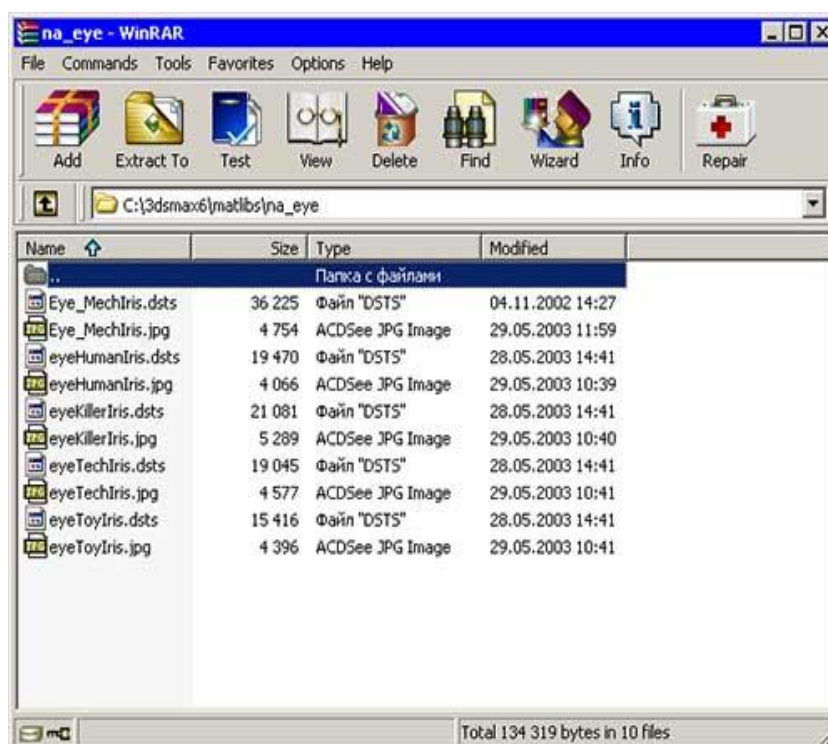 na_eye - WinRAR
File Commands Tools Favorites Options Help
Add Extract To Test View Delete Find Wizard Info Repair
C:\3dsmax6\matlibs\na_eye
Name Size Type Modified
.. Папка с файлами
Eye_MechIris.dsts 36 225 Файл "DSTS" 04.11.2002 14:27
Eye_MechIris.jpg 4 754 ACDSee JPG Image 29.05.2003 11:59
eyeHumanIris.dsts 19 470 Файл "DSTS" 28.05.2003 14:41
eyeHumanIris.jpg 4 066 ACDSee JPG Image 29.05.2003 10:39
eyeKillerIris.dsts 21 081 Файл "DSTS" 28.05.2003 14:41
eyeKillerIris.jpg 5 289 ACDSee JPG Image 29.05.2003 10:40
eyeTechIris.dsts 19 045 Файл "DSTS" 28.05.2003 14:41
eyeTechIris.jpg 4 577 ACDSee JPG Image 29.05.2003 10:41
eyeToyIris.dsts 15 416 Файл "DSTS" 28.05.2003 14:41
eyeToyIris.jpg 4 396 ACDSee JPG Image 29.05.2003 10:41
Total 134 319 bytes in 10 files